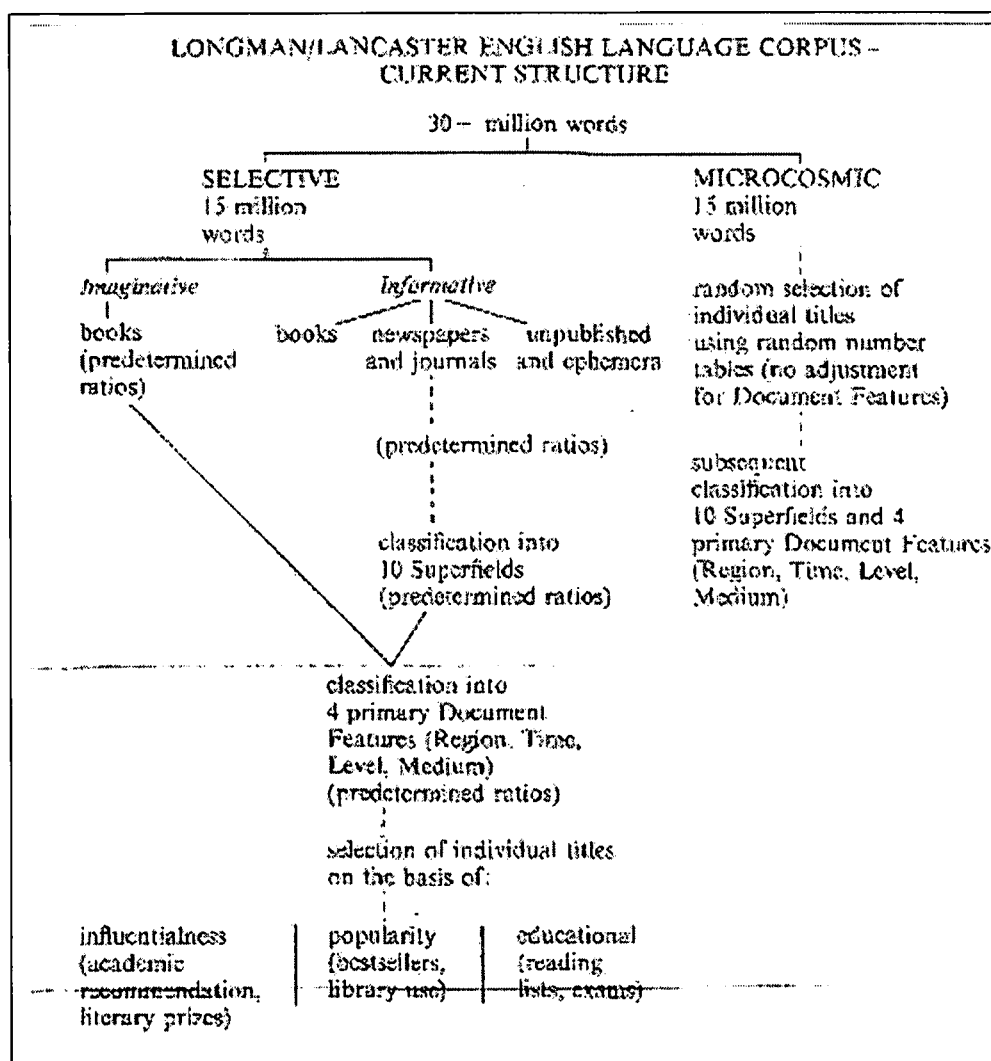 LONGMAN/LANCASTER ENGLISH LANGUAGE CORPUS –
CURRENT STRUCTURE
30 – million words
SELECTIVE
15 million
words
MICROCOSMIC
15 million
words
Imaginative
Informative
books
(predetermined
ratios)
books
newspapers
and journals
unpublished
and ephemera
random selection of
individual titles
using random number
tables (no adjustment
for Document Features)
(predetermined ratios)
classification into
10 Superfields
(predetermined ratios)
subsequent
classification into
10 Superfields and 4
primary Document Features
(Region, Time, Level,
Medium)
classification into
4 primary Document
Features (Region, Time,
Level, Medium)
(predetermined ratios)
selection of individual titles
on the basis of:
influentialness
(academic
recommendation,
literary prizes)
popularity
(bestsellers,
library use)
educational
(reading
lists, exams)